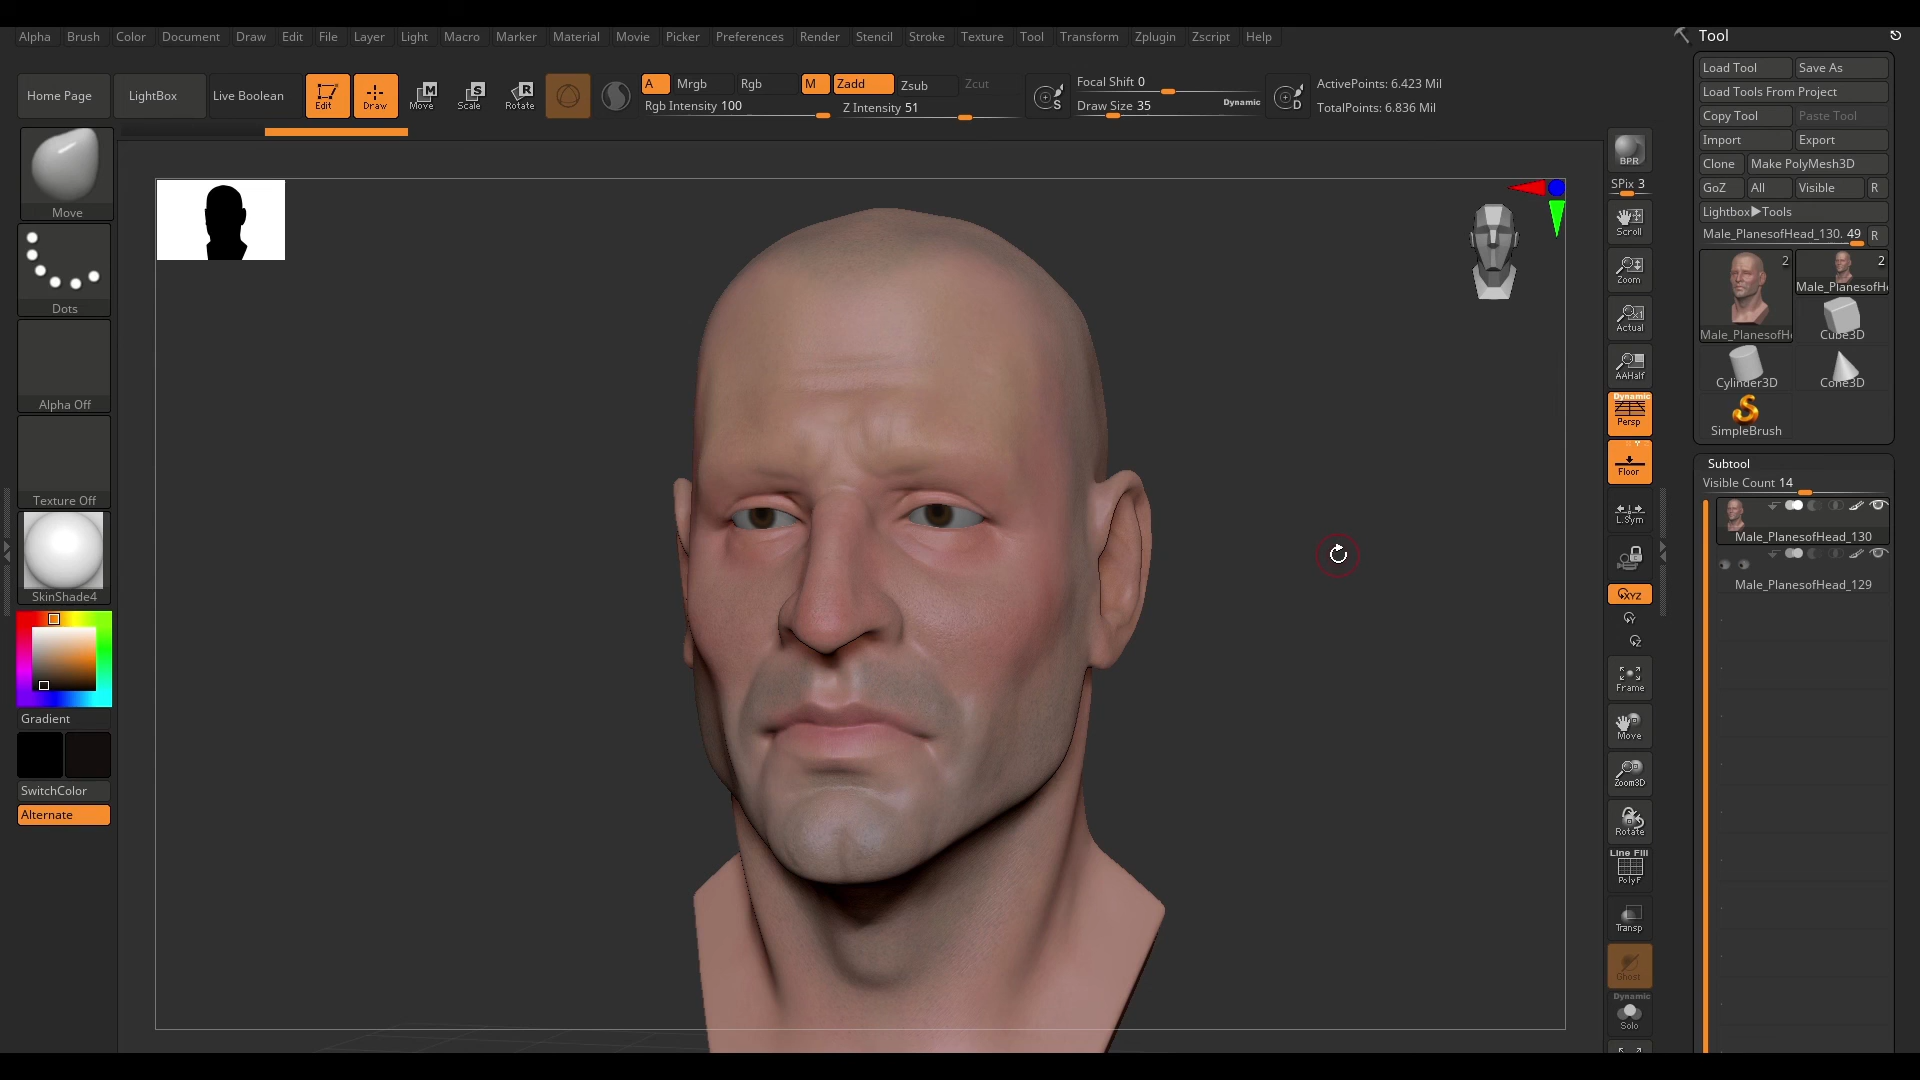 Alpha Brush Color Document Draw Edit File Layer Light Macro Marker Material Movie Picker Preferences Render Stencil Stroke Texture Tool Transform Zplugin Zscript Help
Home Page
LightBox
Live Boolean
Edit
Draw
Move
Scale
Rotate
A
Mrgb
Rgb
M
Zadd
Zsub
Zcut
Rgb Intensity 100
Z Intensity 51
S
Focal Shift 0
Draw Size 35
Dynamic
D
ActivePoints: 6.423 Mil
TotalPoints: 6.836 Mil
Move
Dots
Alpha Off
Texture Off
SkinShade4
Gradient
SwitchColor
Alternate
BPR
SPix 3
Scroll
Zoom
Actual
AAHalf
Dynamic
Persp
Floor
L.Sym
XYZ
Y
Z
Frame
Move
Zoom3D
Rotate
Line Fill
PolyF
Transp
Ghost
Dynamic
Solo
Tool
Load Tool Save As
Load Tools From Project
Copy Tool Paste Tool
Import Export
Clone Make PolyMesh3D
GoZ All Visible R
Lightbox▶Tools
Male_PlanesofHead_130. 49 R
2
2
Male_PlanesofH
Male_PlanesofH
Cube3D
Cylinder3D
Cone3D
SimpleBrush
Subtool
Visible Count 14
Male_PlanesofHead_130
Male_PlanesofHead_129